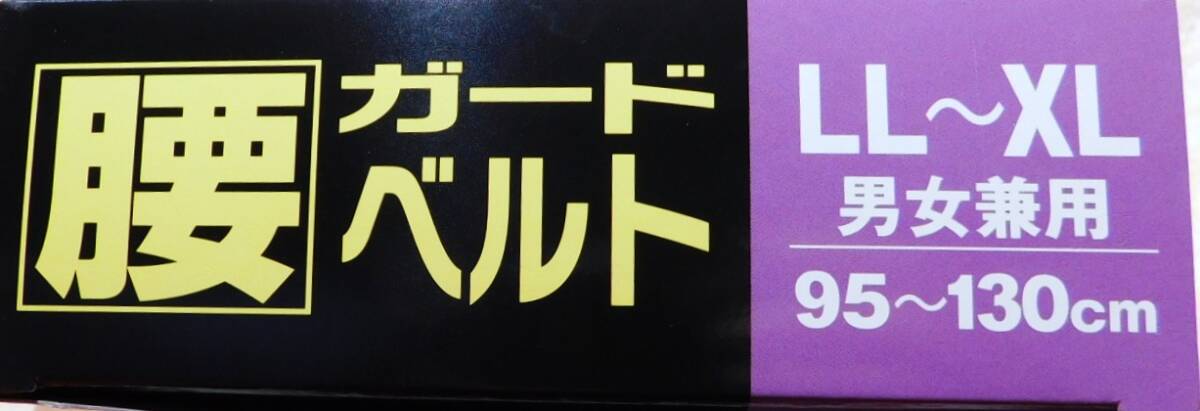 腰
ガード
ベルト
LL～XL
男女兼用
95～130cm